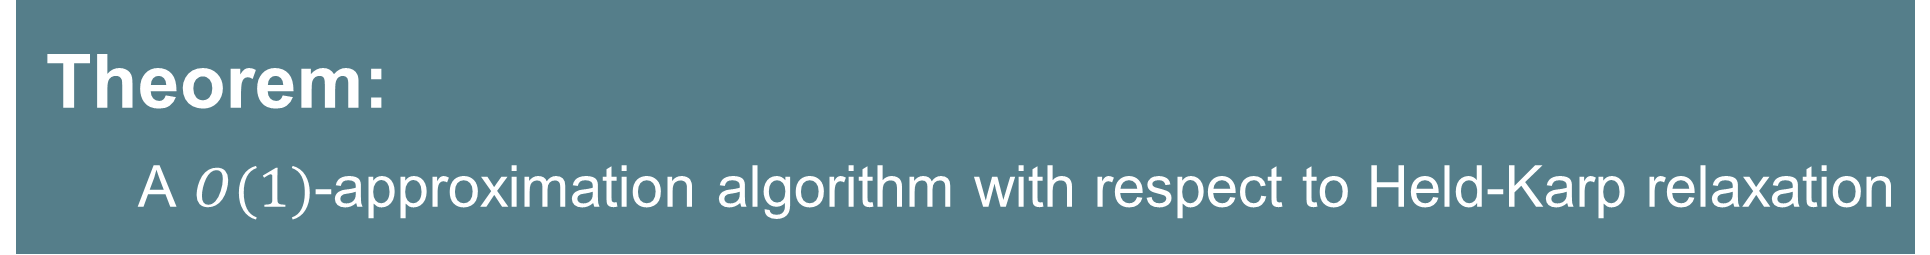 Theorem:
A O(1)-approximation algorithm with respect to Held-Karp relaxation